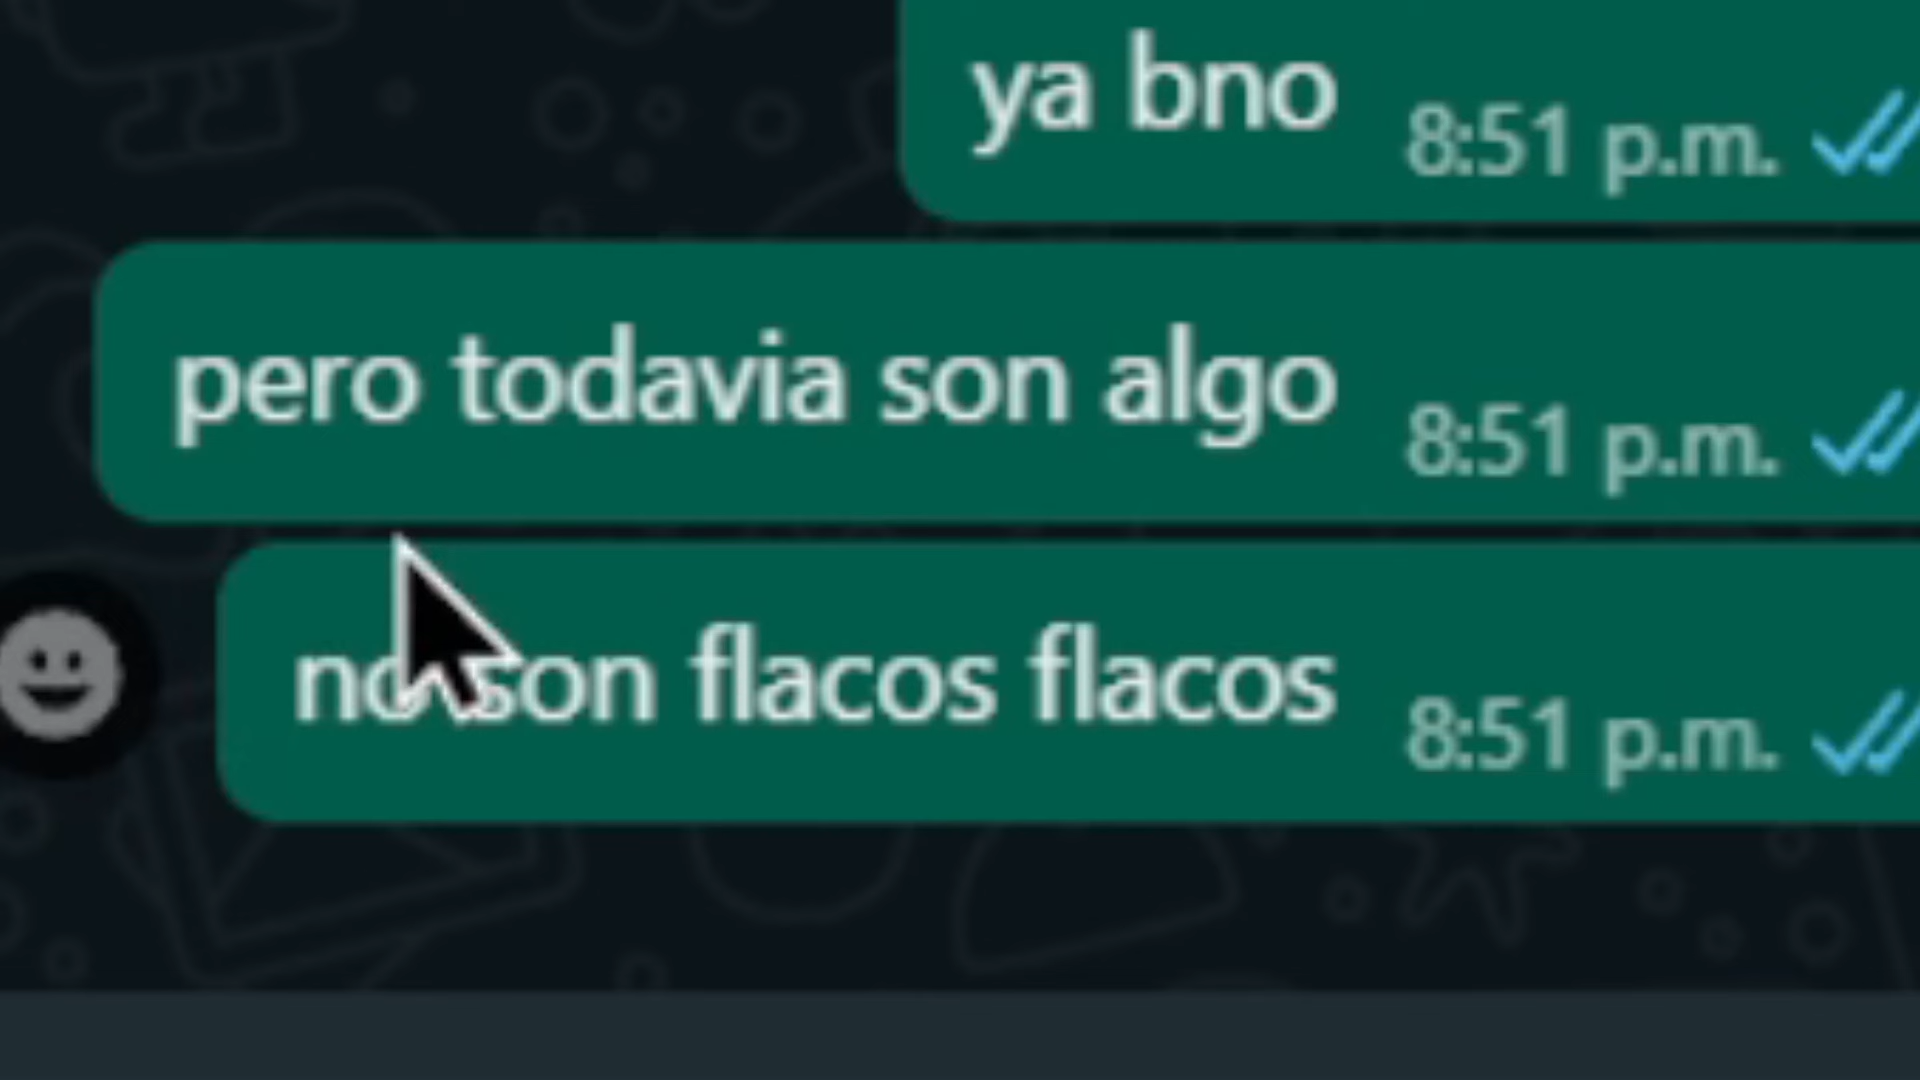 ya bno 8:51 p.m.
pero todavia son algo 8:51 p.m.
no son flacos flacos 8:51 p.m.